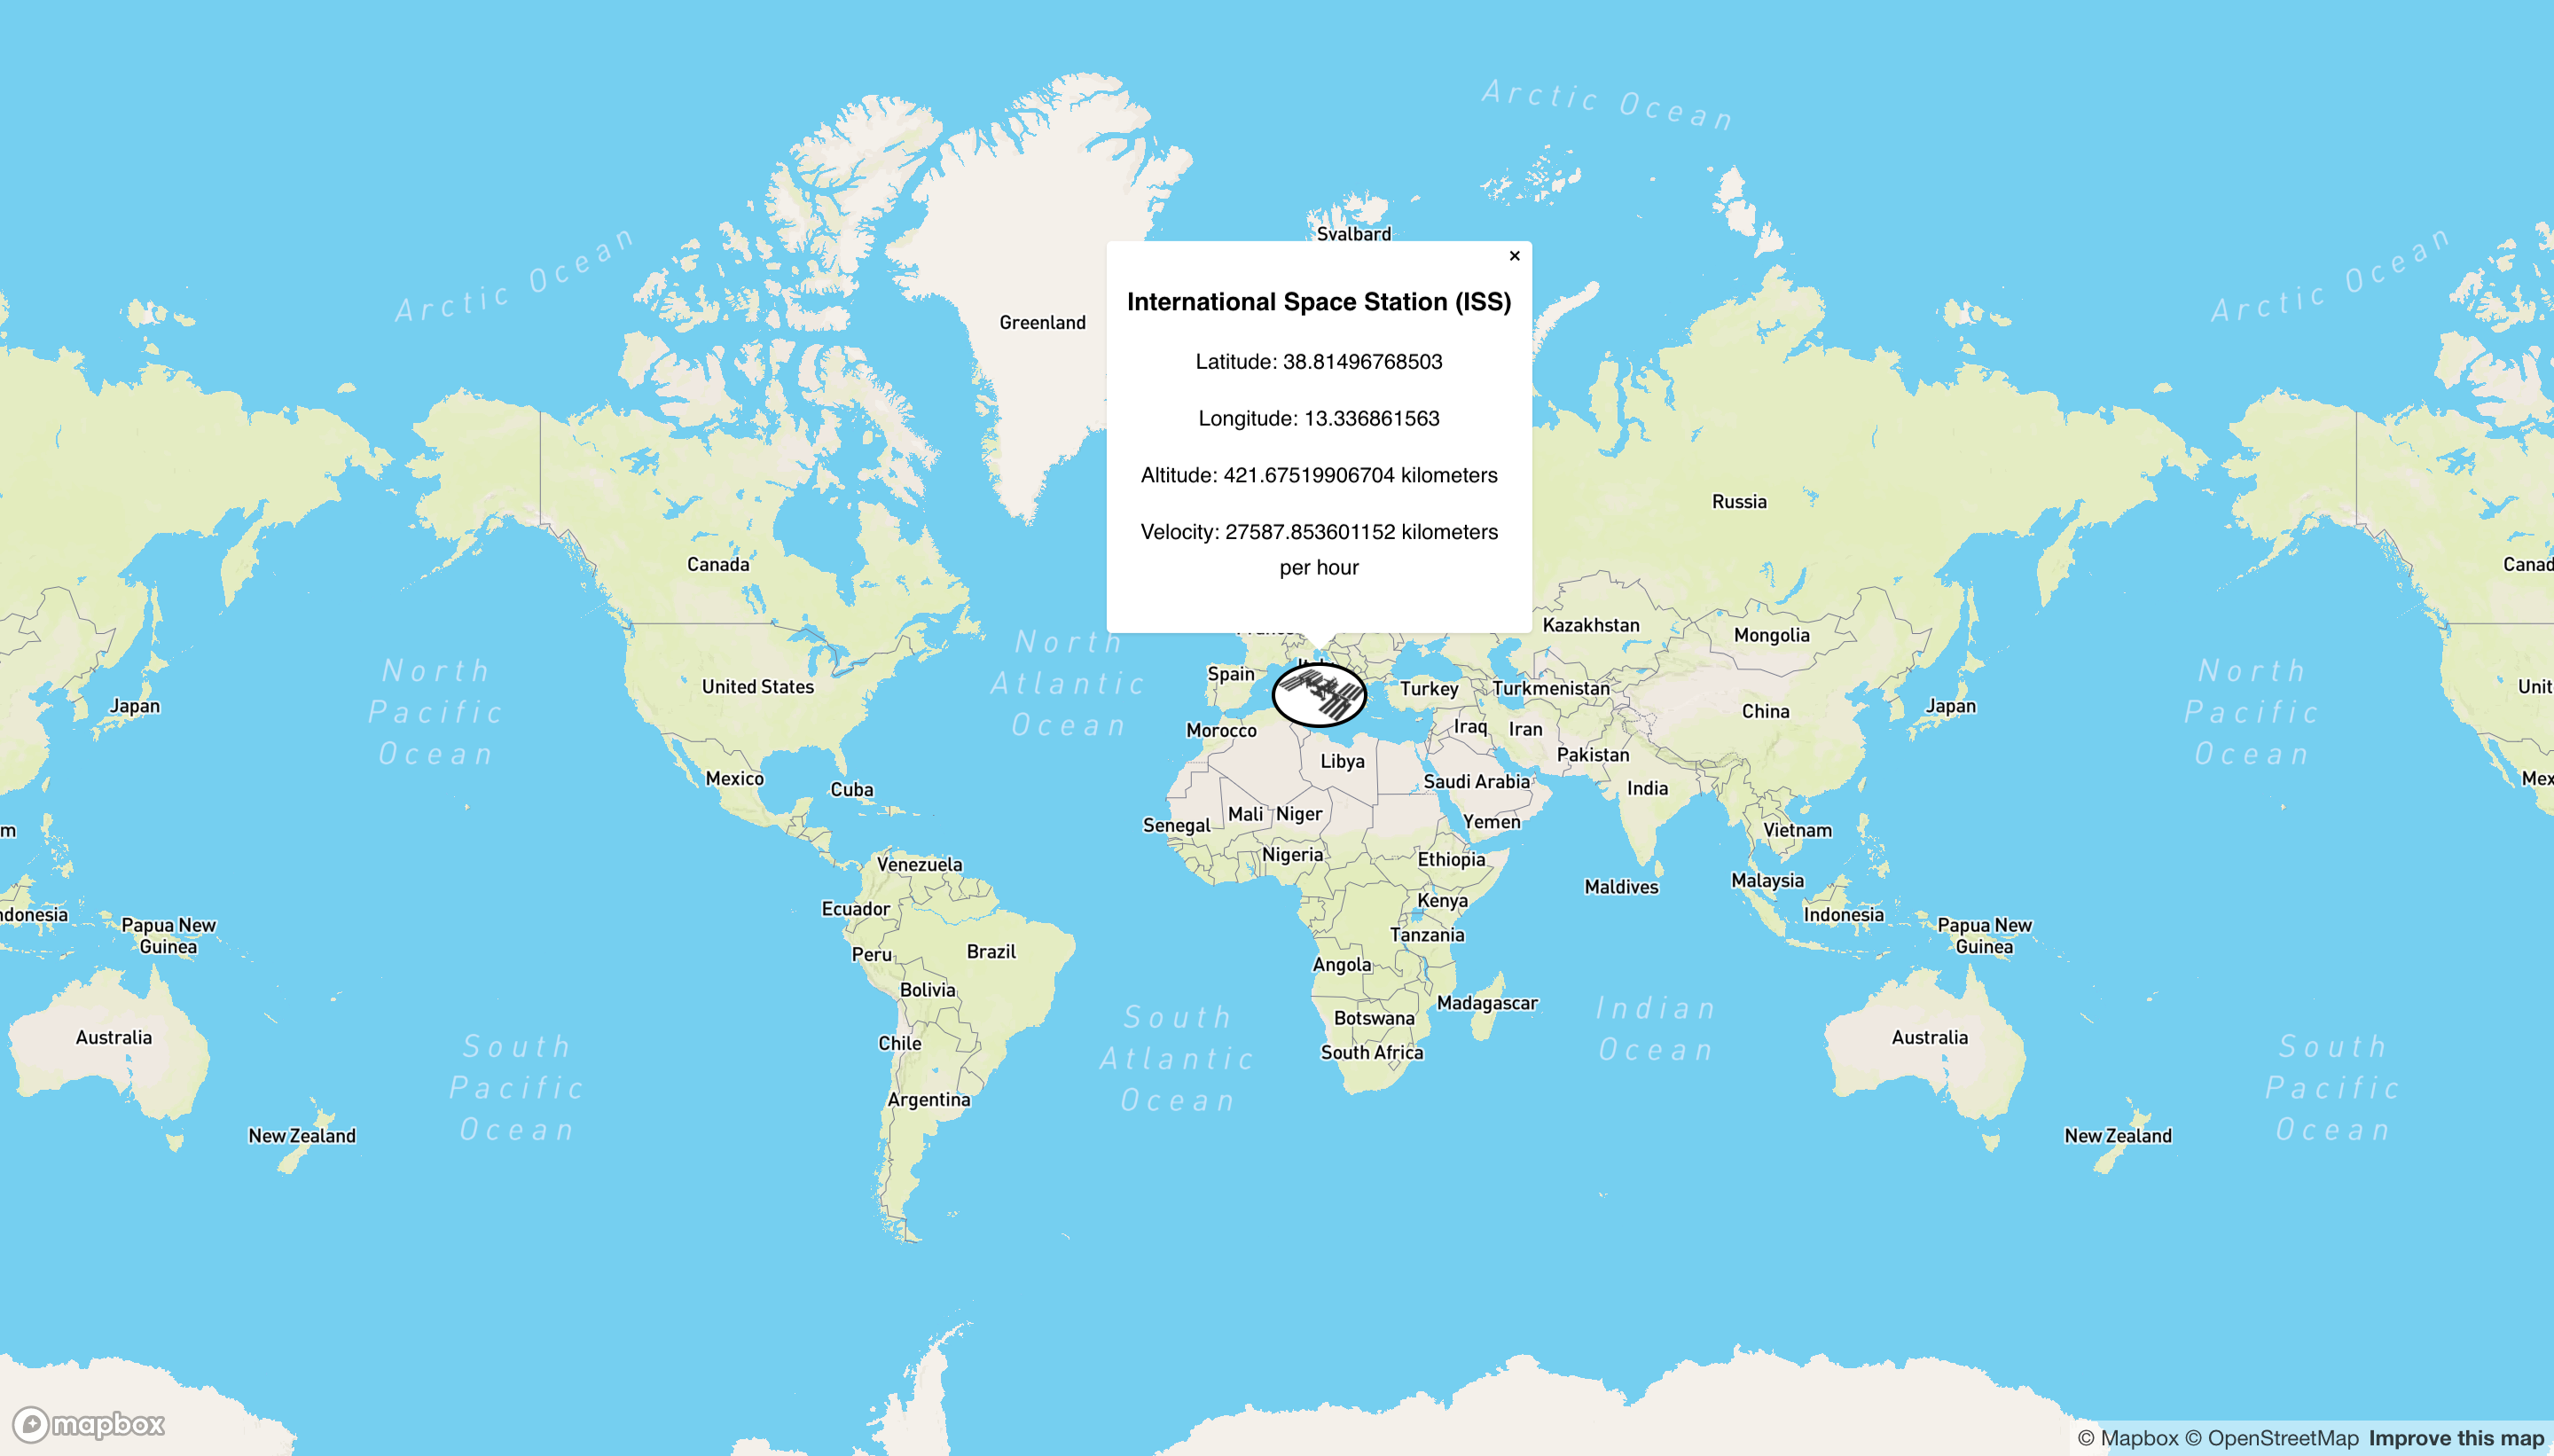 Arctic Ocean
Arctic Ocean
Arctic Ocean
Svalbard
Greenland
×
International Space Station (ISS)
Latitude: 38.81496768503
Longitude: 13.336861563
Altitude: 421.67519906704 kilometers
Velocity: 27587.853601152 kilometers
per hour
Russia
Canada
Canad
Kazakhstan
Mongolia
North
Pacific
Ocean
North
Atlantic
Ocean
North
Pacific
Ocean
Spain
Turkey
Turkmenistan
United States
Unit
Japan
China
Japan
Morocco
Iraq
Iran
Pakistan
Libya
Mexico
Cuba
Saudi Arabia
India
Mex
Mali
Niger
Senegal
Yemen
m
Vietnam
Nigeria
Ethiopia
Venezuela
Maldives
Malaysia
Kenya
Ecuador
ndonesia
Indonesia
Papua New
Guinea
Tanzania
Papua New
Guinea
Peru
Brazil
Angola
Bolivia
Madagascar
Indian
Ocean
Botswana
South
Atlantic
Ocean
Australia
Chile
South Africa
Australia
South
Pacific
Ocean
South
Pacific
Ocean
Argentina
New Zealand
New Zealand
mapbox
© Mapbox © OpenStreetMap Improve this map